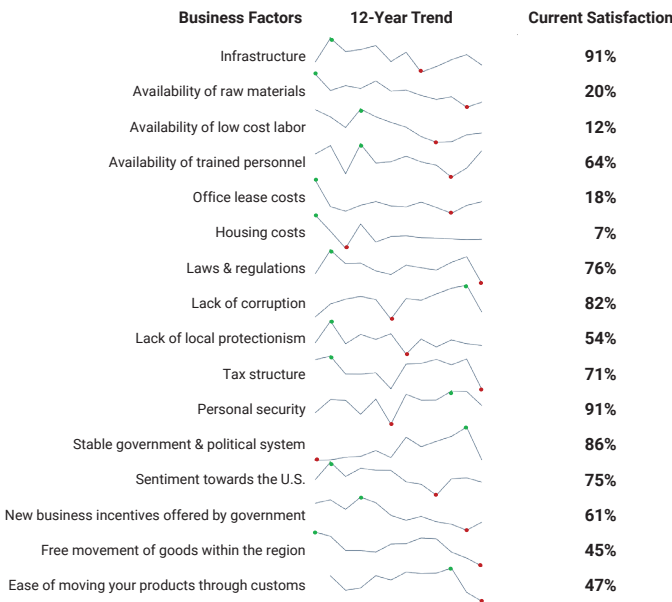 Business Factors 12-Year Trend Current Satisfaction
Infrastructure 91%
Availability of raw materials 20%
Availability of low cost labor 12%
Availability of trained personnel 64%
Office lease costs 18%
Housing costs 7%
Laws & regulations 76%
Lack of corruption 82%
Lack of local protectionism 54%
Tax structure 71%
Personal security 91%
Stable government & political system 86%
Sentiment towards the U.S. 75%
New business incentives offered by government 61%
Free movement of goods within the region 45%
Ease of moving your products through customs 47%